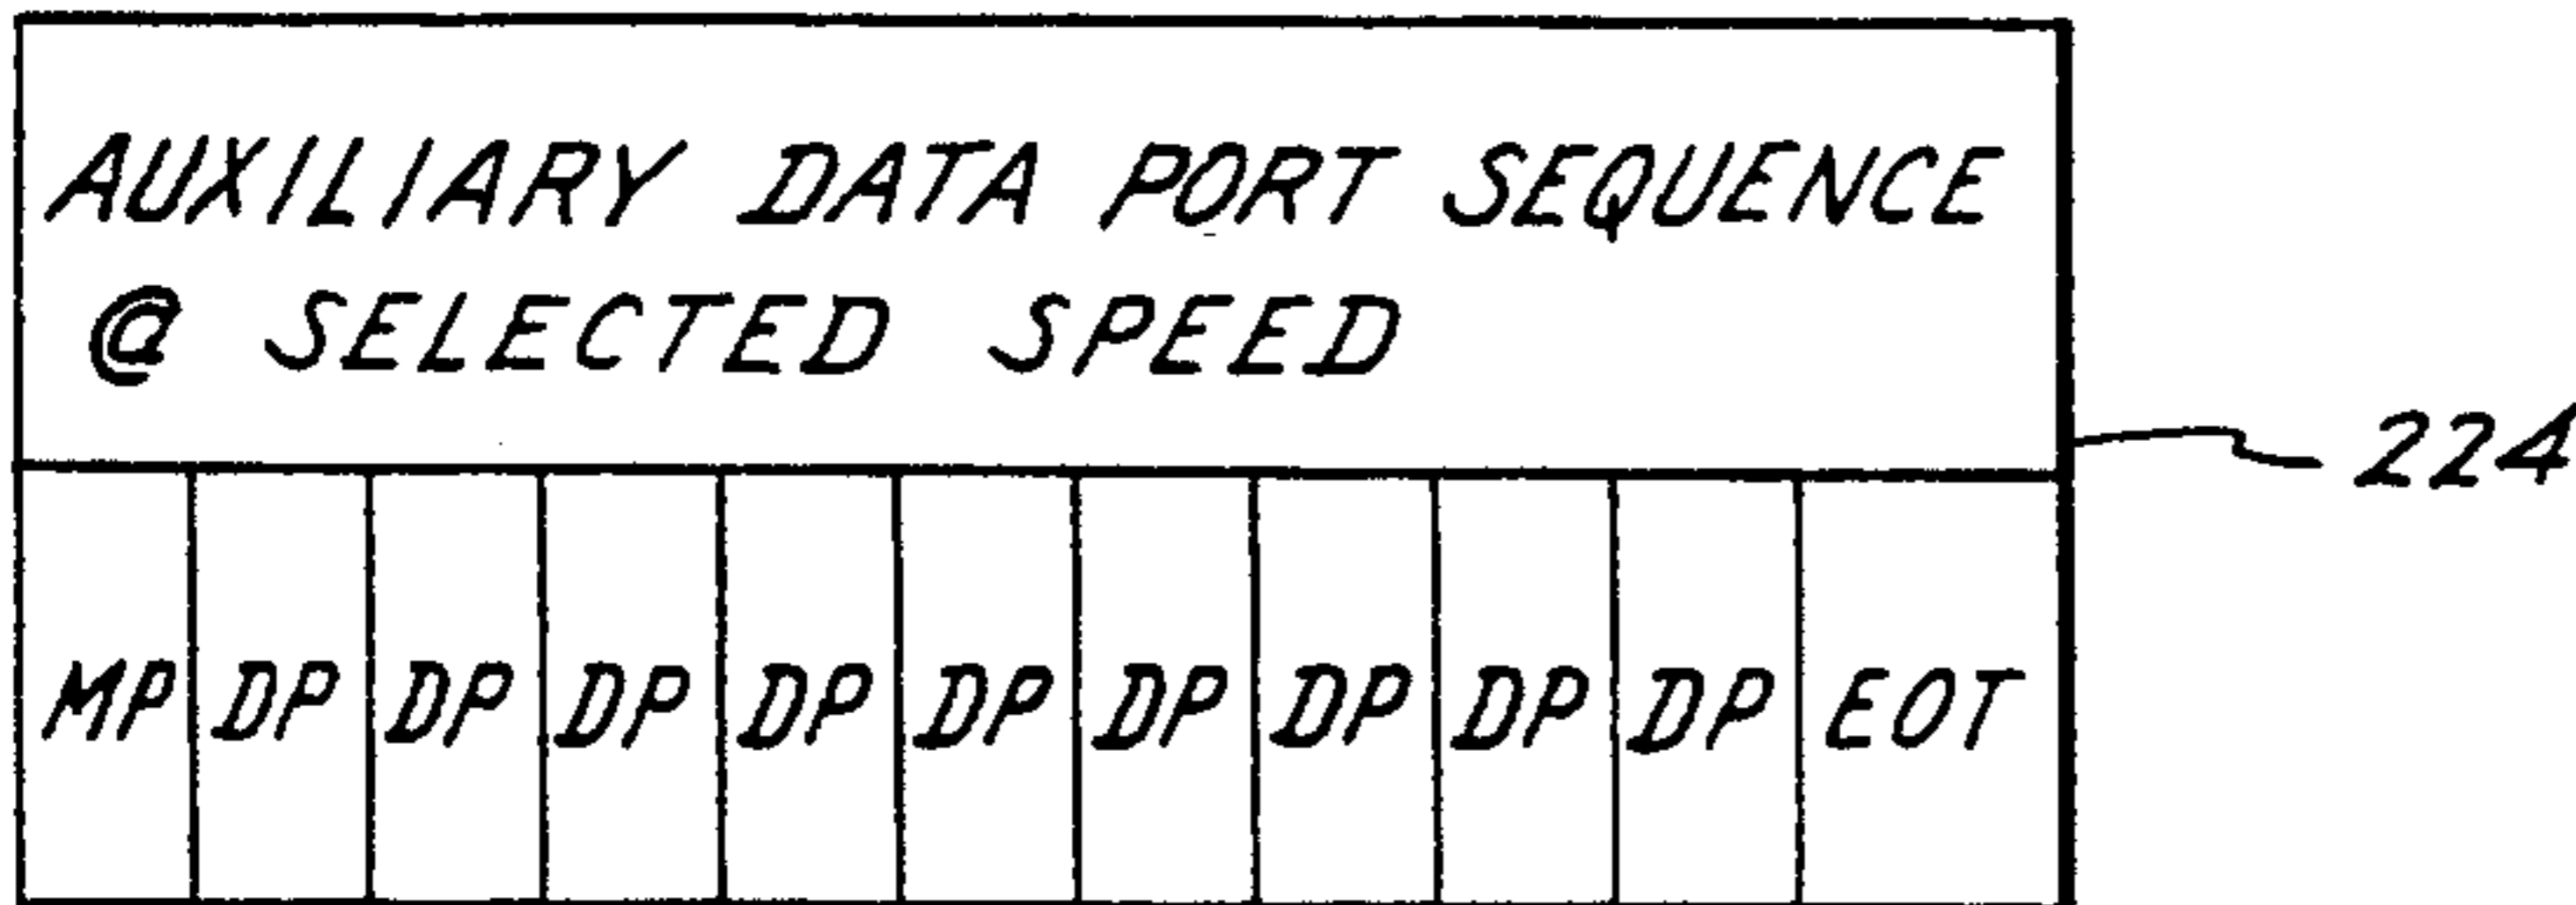 AUXILIARY DATA PORT SEQUENCE
@ SELECTED SPEED
224
MP DP DP DP DP DP DP DP DP DP EOT